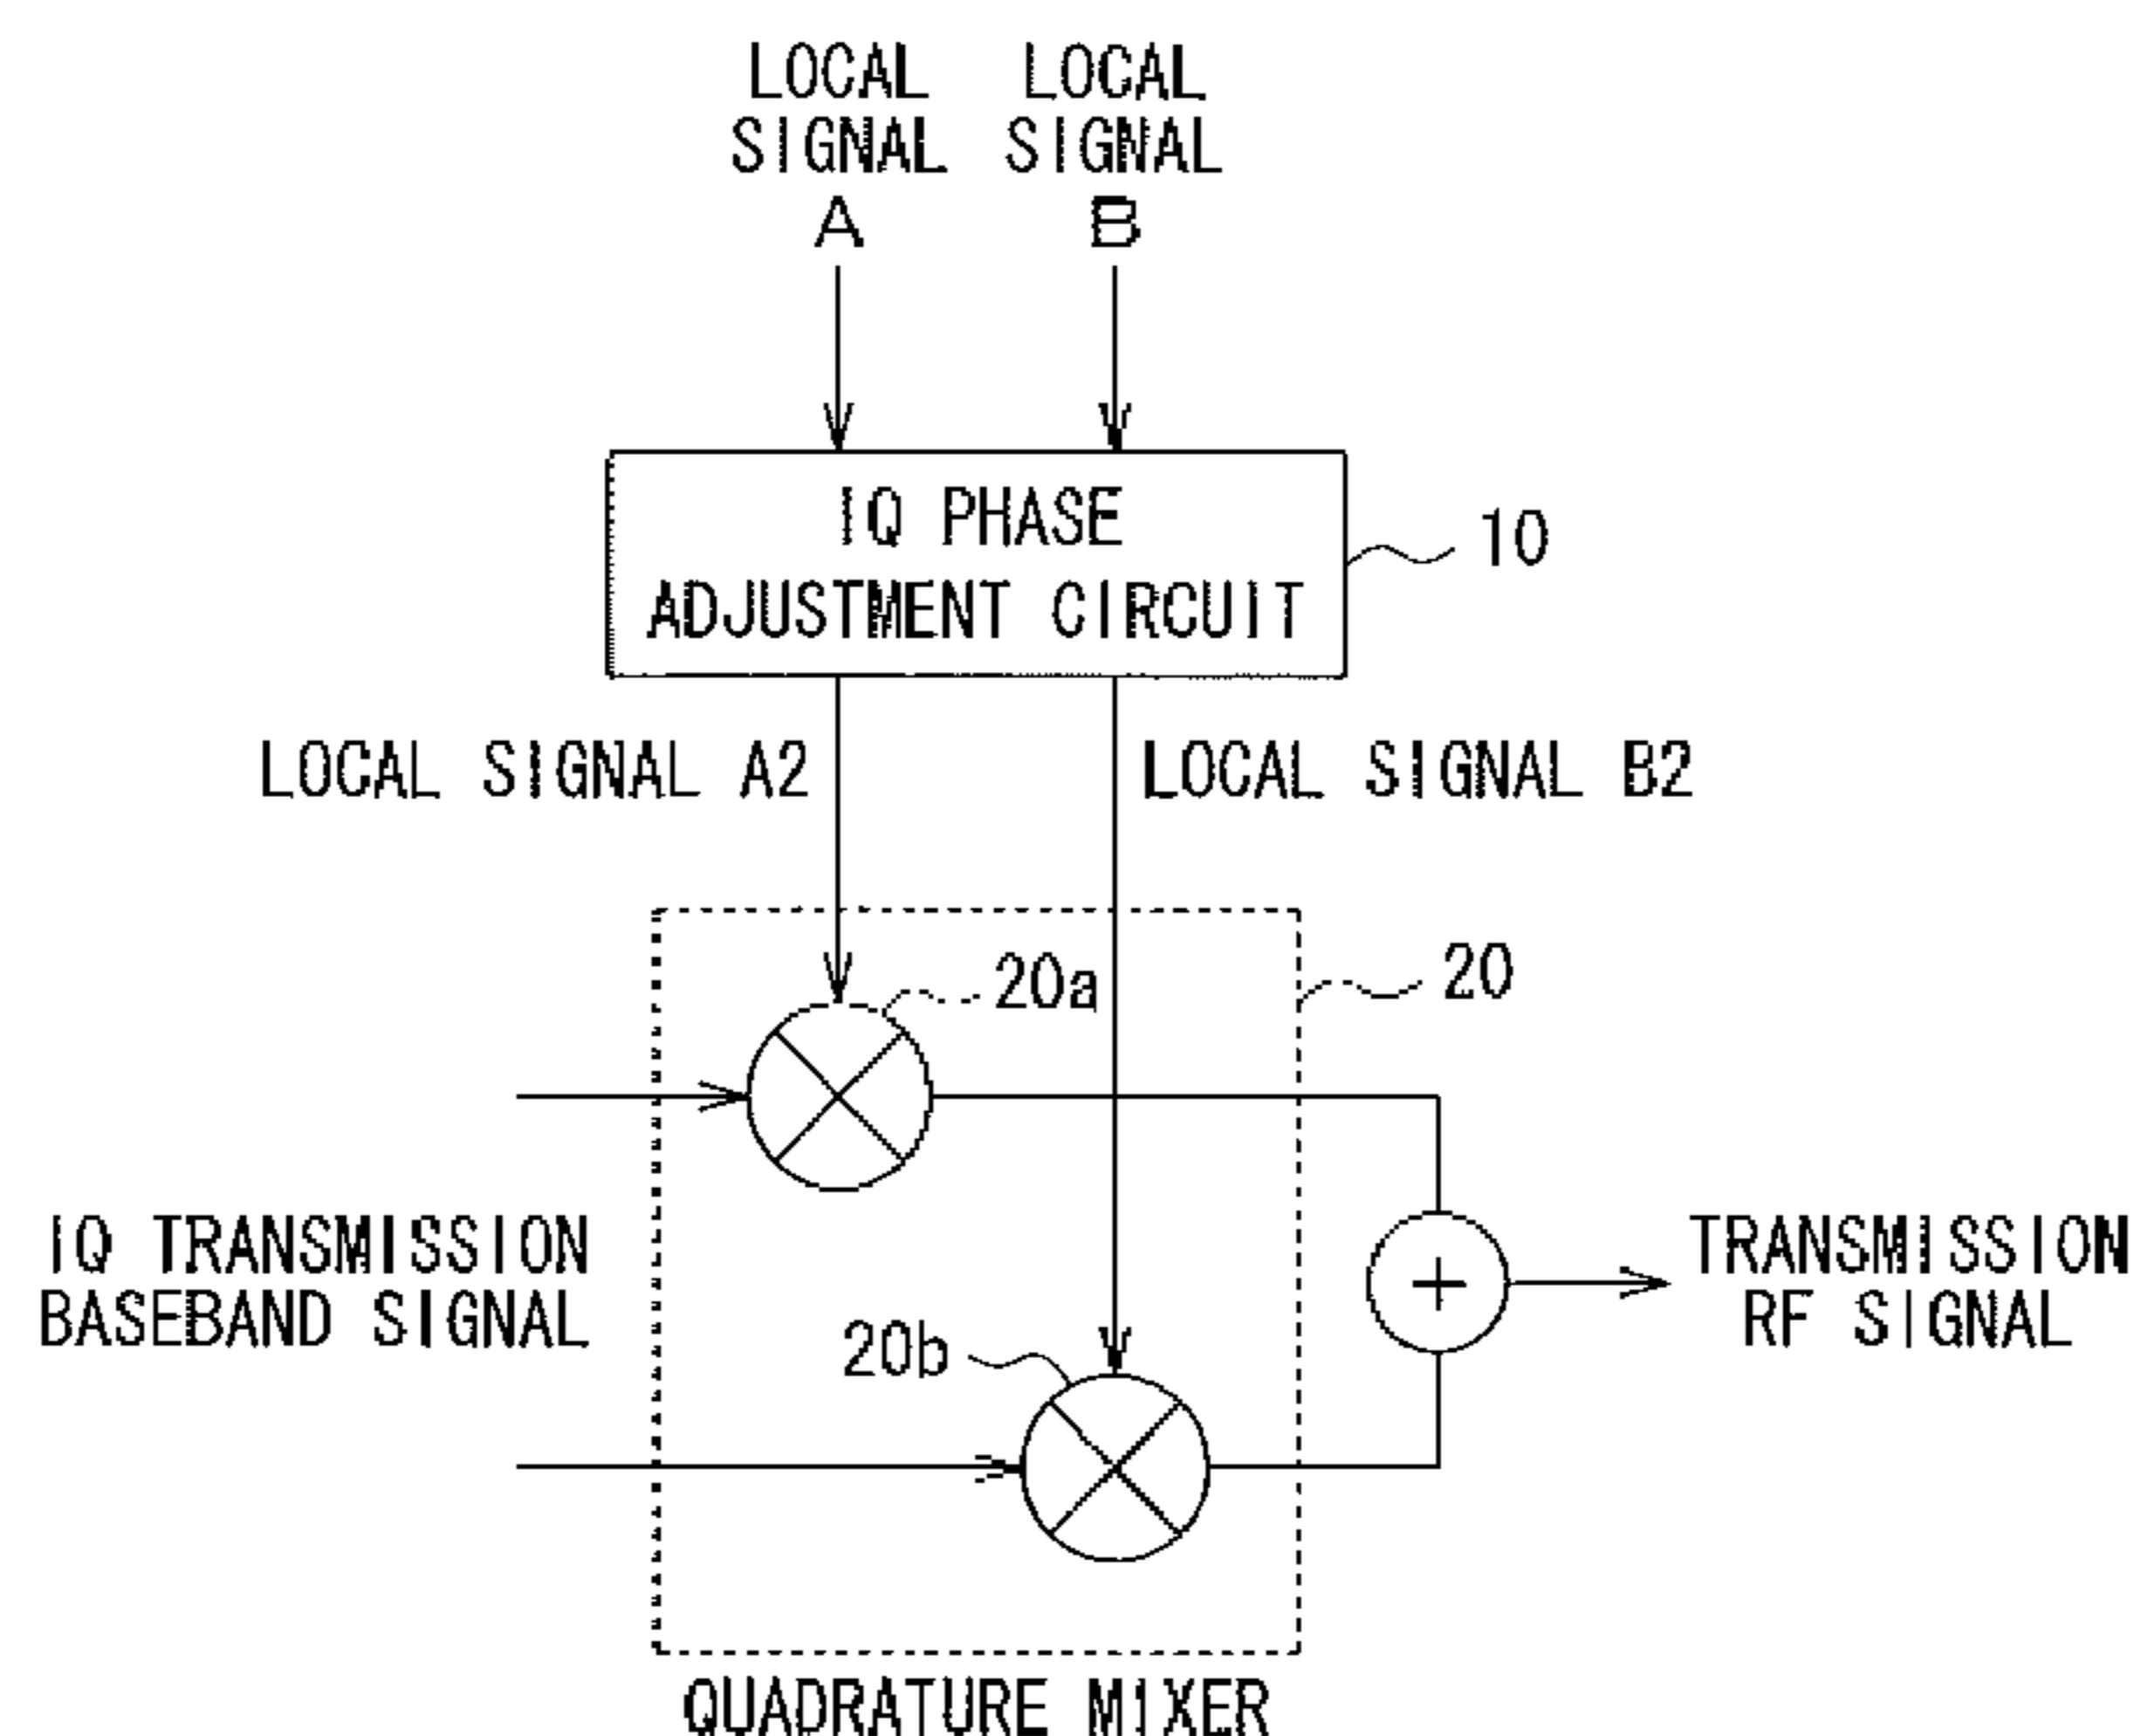 LOCAL
SIGNAL
A
LOCAL
SIGNAL
B
IQ PHASE
ADJUSTMENT CIRCUIT
10
LOCAL SIGNAL A2
LOCAL SIGNAL B2
20a
20
IQ TRANSMISSION
BASEBAND SIGNAL
20b
+
TRANSMISSION
RF SIGNAL
QUADRATURE MIXER